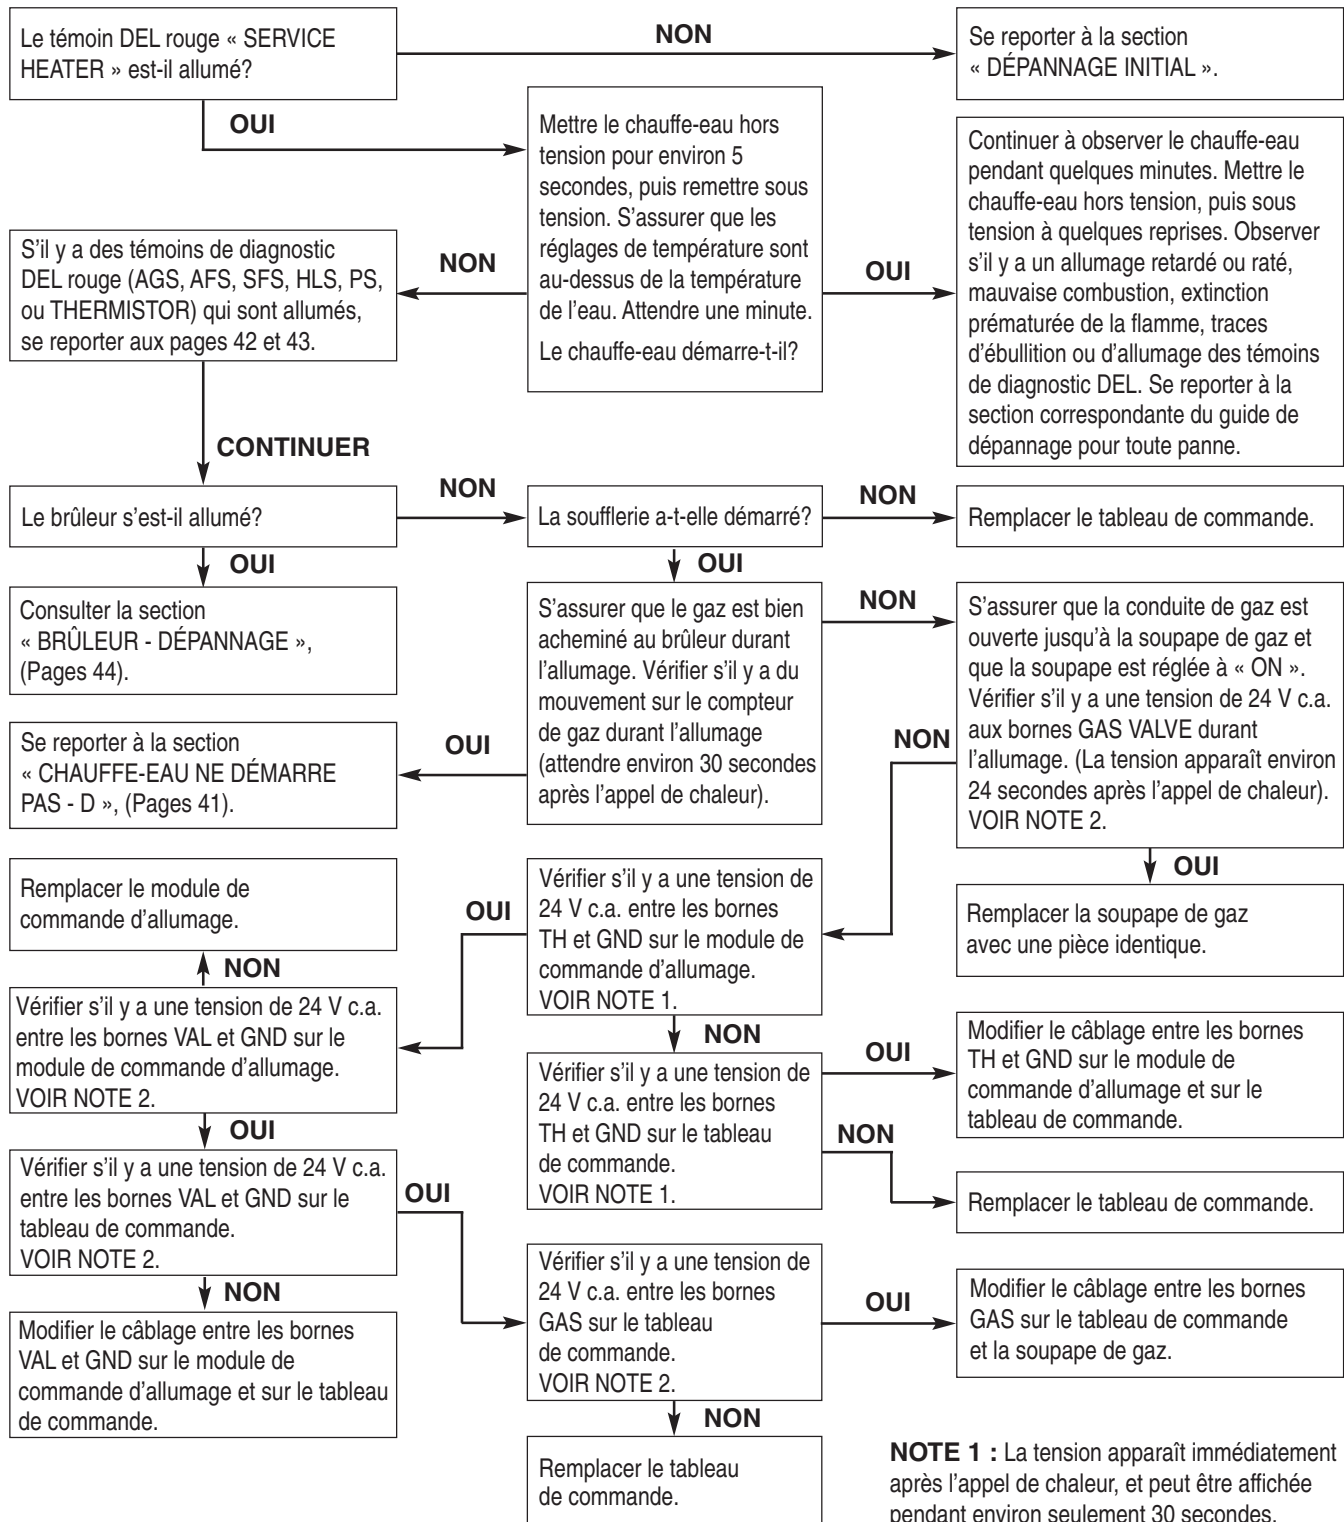 Le témoin DEL rouge « SERVICE
HEATER » est-il allumé?
NON
Se reporter à la section
« DÉPANNAGE INITIAL ».
OUI
Mettre le chauffe-eau hors
tension pour environ 5
secondes, puis remettre sous
tension. S'assurer que les
réglages de température sont
au-dessus de la température
de l'eau. Attendre une minute.
Le chauffe-eau démarre-t-il?
OUI
Continuer à observer le chauffe-eau
pendant quelques minutes. Mettre le
chauffe-eau hors tension, puis sous
tension à quelques reprises. Observer
s'il y a un allumage retardé ou raté,
mauvaise combustion, extinction
prématurée de la flamme, traces
d'ébullition ou d'allumage des témoins
de diagnostic DEL. Se reporter à la
section correspondante du guide de
dépannage pour toute panne.
NON
S'il y a des témoins de diagnostic
DEL rouge (AGS, AFS, SFS, HLS, PS,
ou THERMISTOR) qui sont allumés,
se reporter aux pages 42 et 43.
CONTINUER
Le brûleur s'est-il allumé?
NON
La soufflerie a-t-elle démarré?
NON
Remplacer le tableau de commande.
OUI
Consulter la section
« BRÛLEUR - DÉPANNAGE »,
(Pages 44).
OUI
S'assurer que le gaz est bien
acheminé au brûleur durant
l'allumage. Vérifier s'il y a du
mouvement sur le compteur
de gaz durant l'allumage
(attendre environ 30 secondes
après l'appel de chaleur).
NON
S'assurer que la conduite de gaz est
ouverte jusqu'à la soupape de gaz et
que la soupape est réglée à « ON ».
Vérifier s'il y a une tension de 24 V c.a.
aux bornes GAS VALVE durant
l'allumage. (La tension apparaît environ
24 secondes après l'appel de chaleur).
VOIR NOTE 2.
OUI
Se reporter à la section
« CHAUFFE-EAU NE DÉMARRE
PAS - D », (Pages 41).
NON
OUI
Remplacer la soupape de gaz
avec une pièce identique.
Vérifier s'il y a une tension de
24 V c.a. entre les bornes
TH et GND sur le module de
commande d'allumage.
VOIR NOTE 1.
OUI
Remplacer le module de
commande d'allumage.
NON
Vérifier s'il y a une tension de 24 V c.a.
entre les bornes VAL et GND sur le
module de commande d'allumage.
VOIR NOTE 2.
NON
Vérifier s'il y a une tension de
24 V c.a. entre les bornes
TH et GND sur le tableau
de commande.
VOIR NOTE 1.
OUI
Modifier le câblage entre les bornes
TH et GND sur le module de
commande d'allumage et sur le
tableau de commande.
NON
Remplacer le tableau de commande.
OUI
Vérifier s'il y a une tension de 24 V c.a.
entre les bornes VAL et GND sur le
tableau de commande.
VOIR NOTE 2.
OUI
Vérifier s'il y a une tension de
24 V c.a. entre les bornes
GAS sur le tableau
de commande.
VOIR NOTE 2.
OUI
Modifier le câblage entre les bornes
GAS sur le tableau de commande
et la soupape de gaz.
NON
Modifier le câblage entre les bornes
VAL et GND sur le module de
commande d'allumage et sur le tableau
de commande.
NON
Remplacer le tableau
de commande.
NOTE 1 : La tension apparaît immédiatement
après l'appel de chaleur, et peut être affichée
pendant environ seulement 30 secondes.